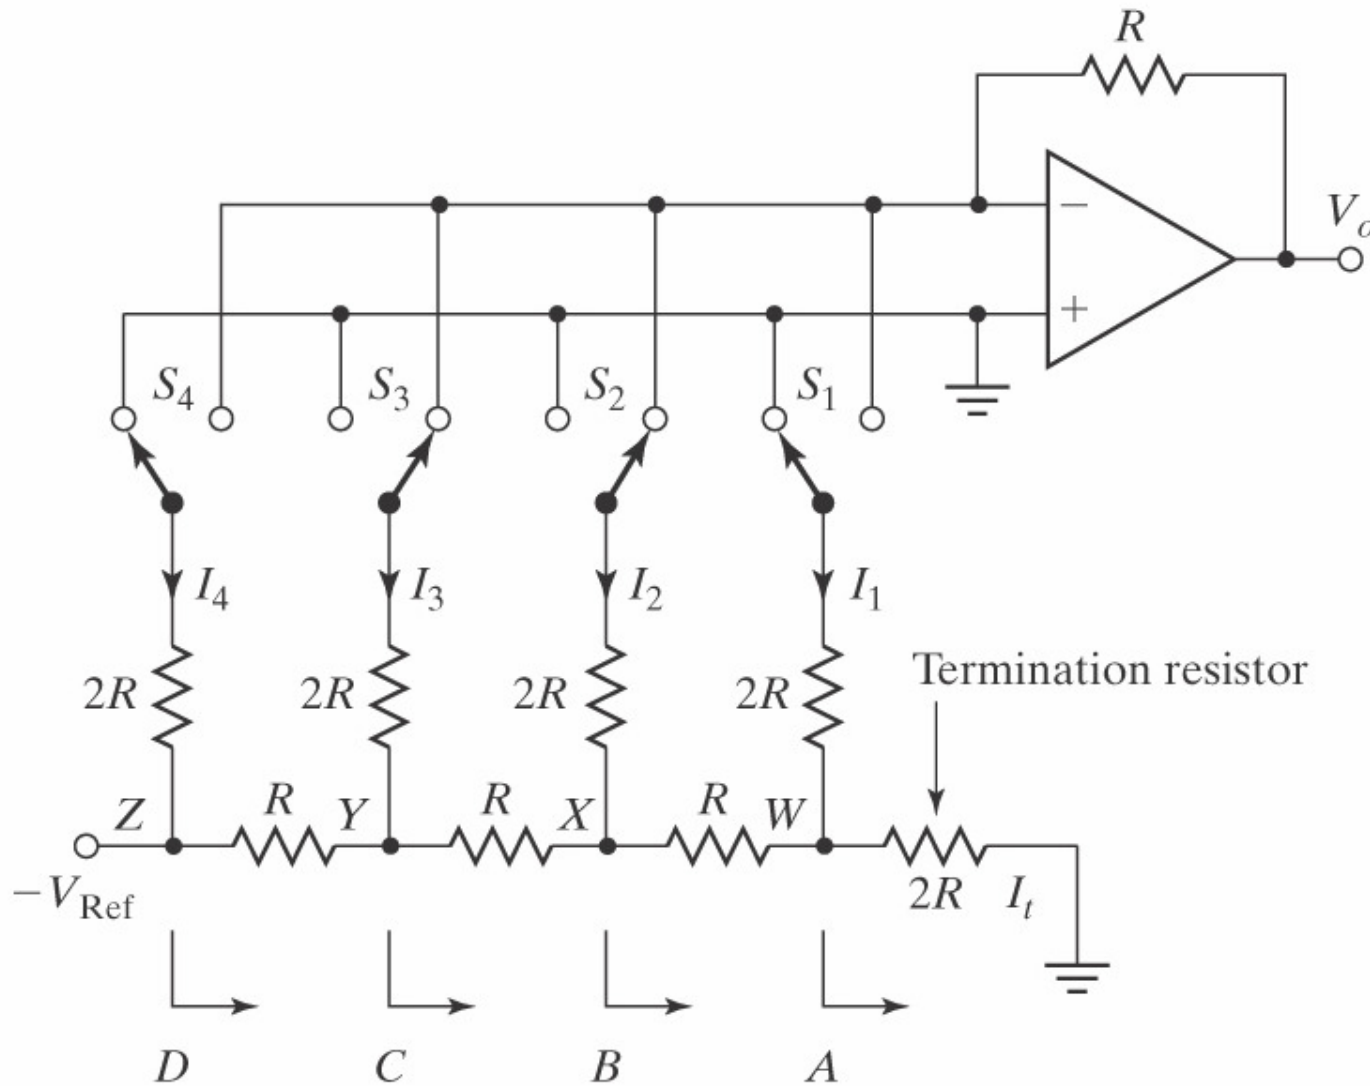 R
−
V_o
+
S_4
S_3
S_2
S_1
I_4
I_3
I_2
I_1
2R
2R
2R
2R
Termination resistor
Z
R
Y
R
X
R
W
−V_Ref
2R
I_t
D
C
B
A